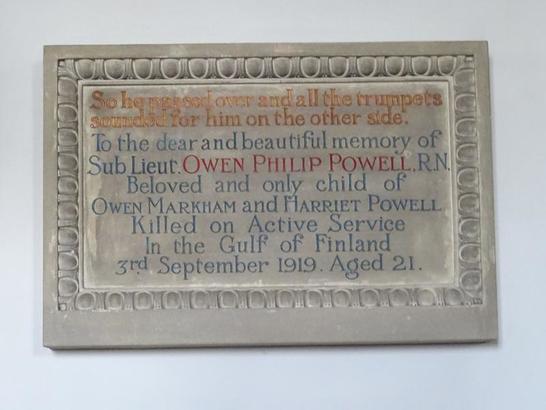 So he passed over and all the trumpets
sounded for him on the other side.
To the dear and beautiful memory of
Sub Lieut. OWEN PHILIP POWELL, R.N.
Beloved and only child of
OWEN MARKHAM and HARRIET POWELL
Killed on Active Service
In the Gulf of Finland
3rd September 1919. Aged 21.